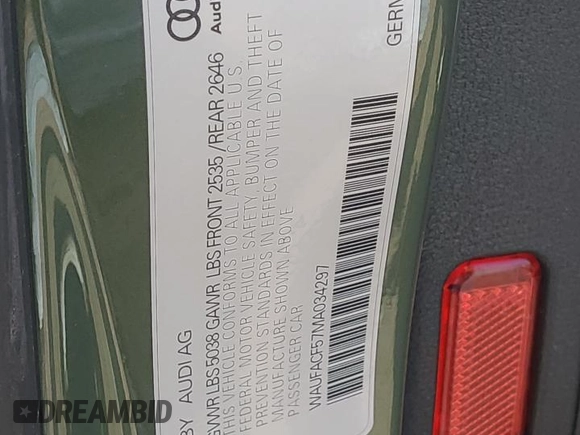 Audi
GERM
BY AUDI AG
GVWR LBS 5038 GAWR LBS FRONT 2535 /REAR 2646
THIS VEHICLE CONFORMS TO ALL APPLICABLE U S
FEDERAL MOTOR VEHICLE SAFETY, BUMPER AND THEFT
PREVENTION STANDARDS IN EFFECT ON THE DATE OF
MANUFACTURE SHOWN ABOVE
PASSENGER CAR
WAUFACF57MA034297
DREAMBID